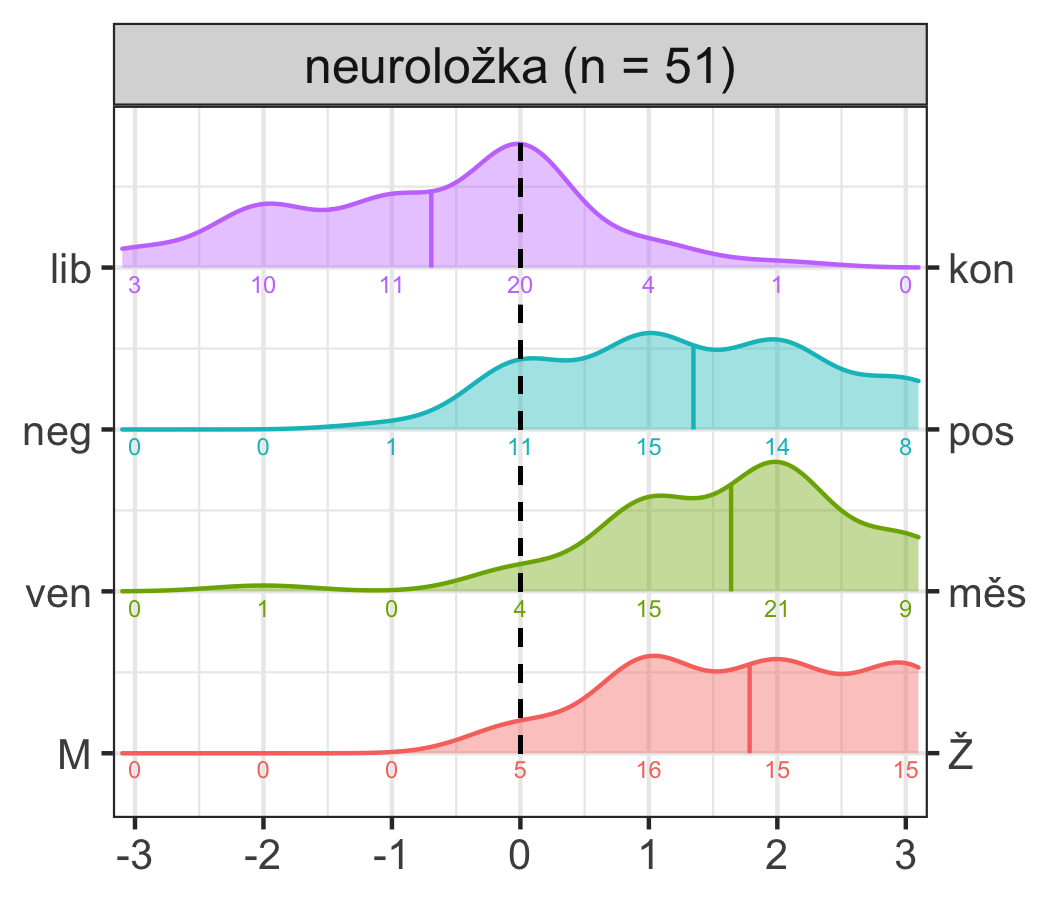 neuroložka (n = 51)
lib kon
3 10 11 20 4 1 0
neg pos
0 0 1 11 15 14 8
ven měs
0 1 0 4 15 21 9
M Ž
0 0 0 5 16 15 15
-3 -2 -1 0 1 2 3